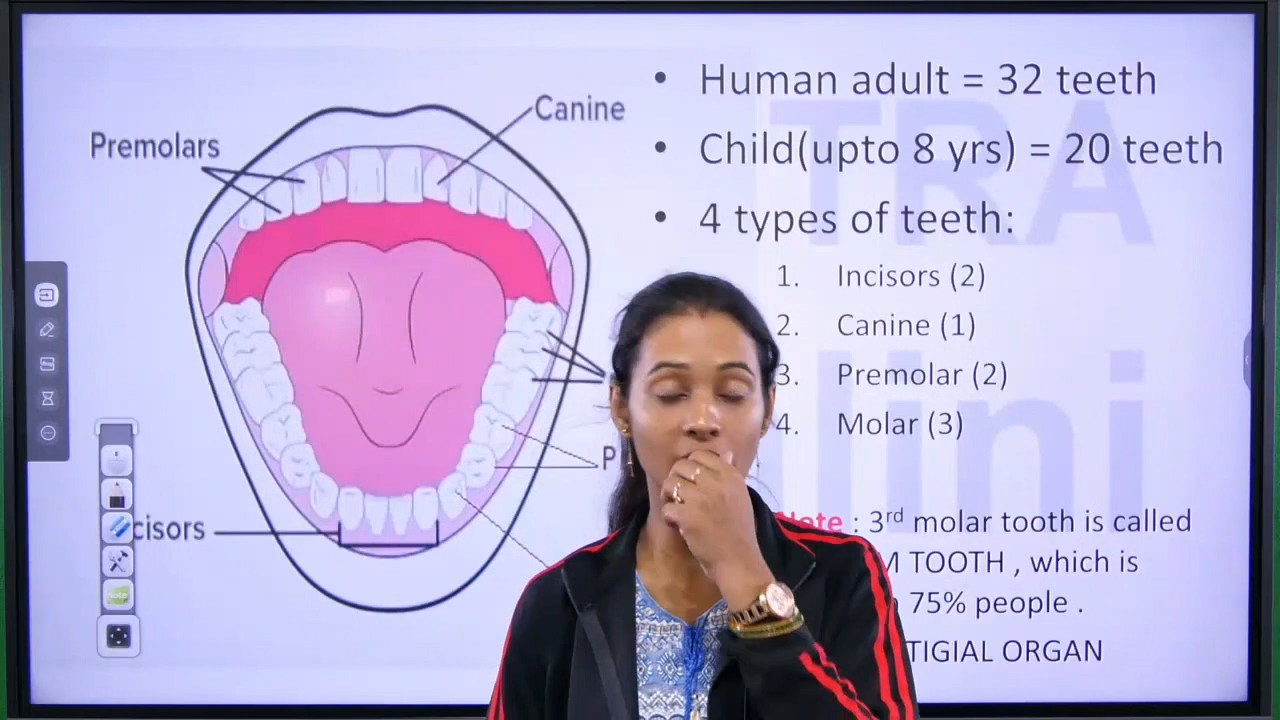 Canine
Premolars
cisors
P
• Human adult = 32 teeth
• Child(upto 8 yrs) = 20 teeth
• 4 types of teeth:
1. Incisors (2)
2. Canine (1)
3. Premolar (2)
4. Molar (3)
Note : 3rd molar tooth is called
M TOOTH , which is
75% people .
TIGIAL ORGAN
TRA